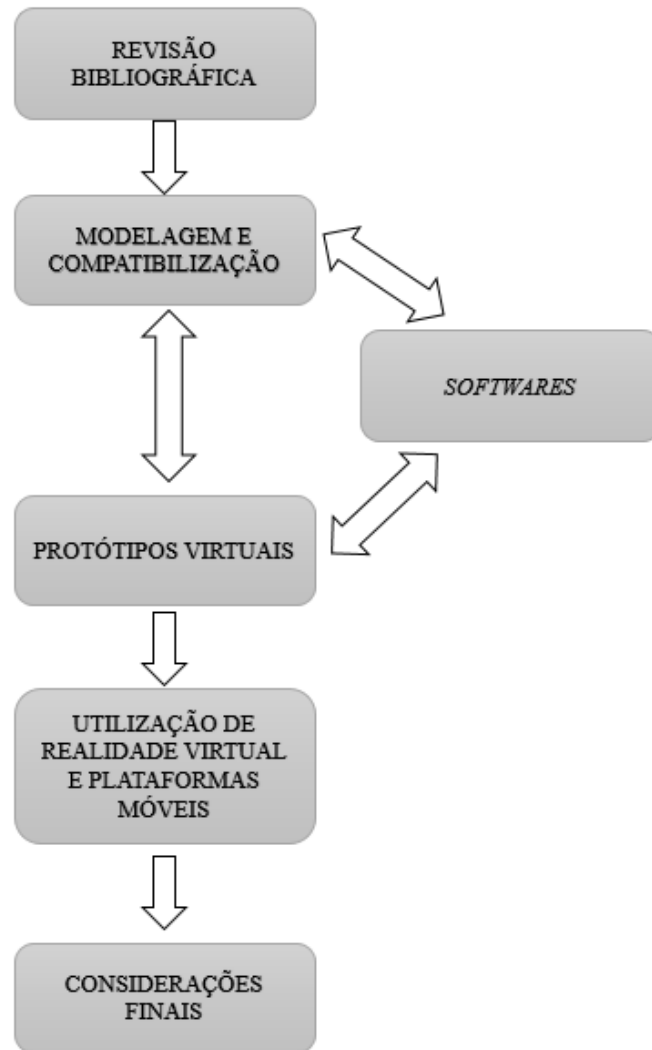 REVISÃO
BIBLIOGRÁFICA
MODELAGEM E
COMPATIBILIZAÇÃO
SOFTWARES
PROTÓTIPOS VIRTUAIS
UTILIZAÇÃO DE
REALIDADE VIRTUAL
E PLATAFORMAS
MÓVEIS
CONSIDERAÇÕES
FINAIS